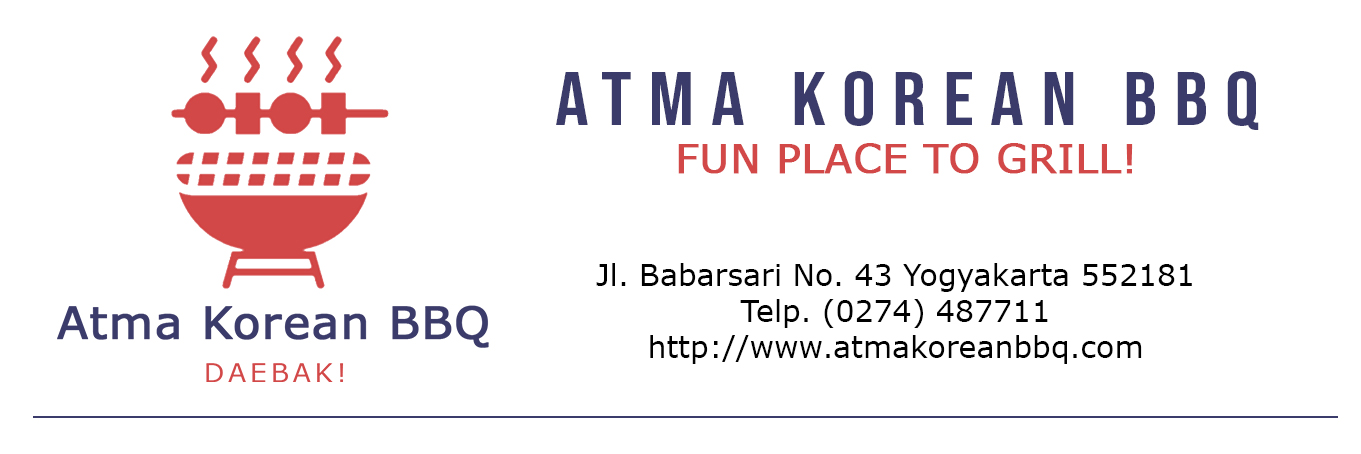 Atma Korean BBQ
DAEBAK!
ATMA KOREAN BBQ
FUN PLACE TO GRILL!
Jl. Babarsari No. 43 Yogyakarta 552181
Telp. (0274) 487711
http://www.atmakoreanbbq.com